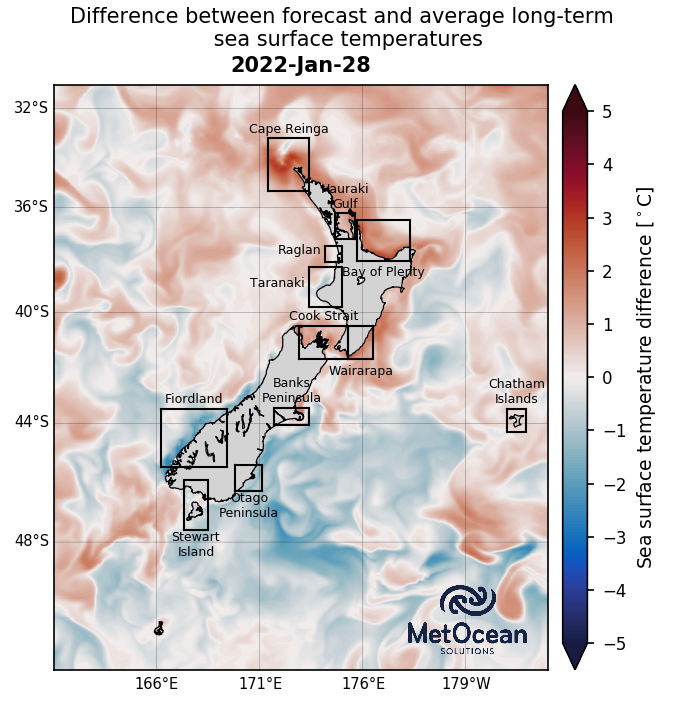 Difference between forecast and average long-term
sea surface temperatures
2022-Jan-28
32°S
36°S
40°S
44°S
48°S
Cape Reinga
Hauraki
Gulf
Raglan
Bay of Plenty
Taranaki
Cook Strait
Wairarapa
Banks
Peninsula
Fiordland
Chatham
Islands
Otago
Peninsula
Stewart
Island
MetOcean
SOLUTIONS
166°E
171°E
176°E
179°W
5
4
3
2
1
0
−1
−2
−3
−4
−5
Sea surface temperature difference [°C]